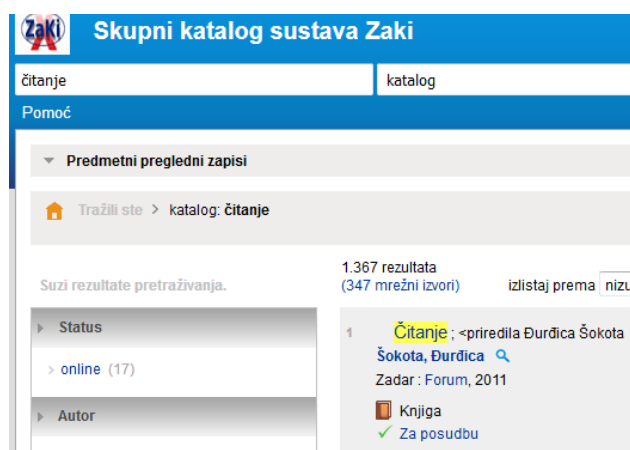 ZaKi
Skupni katalog sustava Zaki
čitanje katalog
Pomoć
Predmetni pregledni zapisi
Tražili ste > katalog: čitanje
1.367 rezultata
Suzi rezultate pretraživanja. (347 mrežni izvori) izlistaj prema nizu
Status
> online (17)
Autor
1 Čitanje ; <priredila Đurđica Šokota
Šokota, Đurđica
Zadar : Forum, 2011
Knjiga
Za posudbu